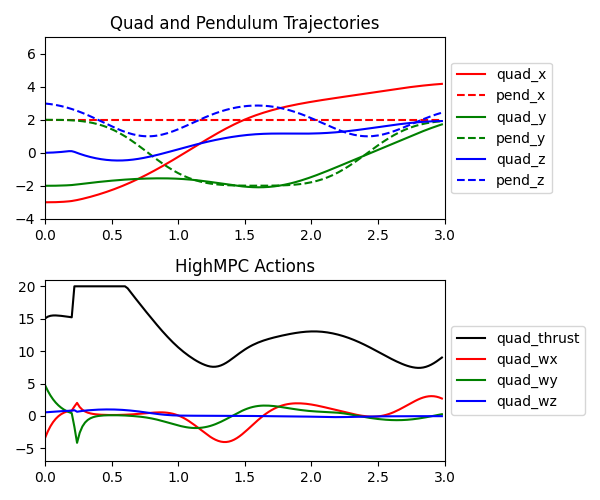 Quad and Pendulum Trajectories
6
4
2
0
−2
−4
0.0 0.5 1.0 1.5 2.0 2.5 3.0
quad_x
pend_x
quad_y
pend_y
quad_z
pend_z
HighMPC Actions
20
15
10
5
0
−5
0.0 0.5 1.0 1.5 2.0 2.5 3.0
quad_thrust
quad_wx
quad_wy
quad_wz